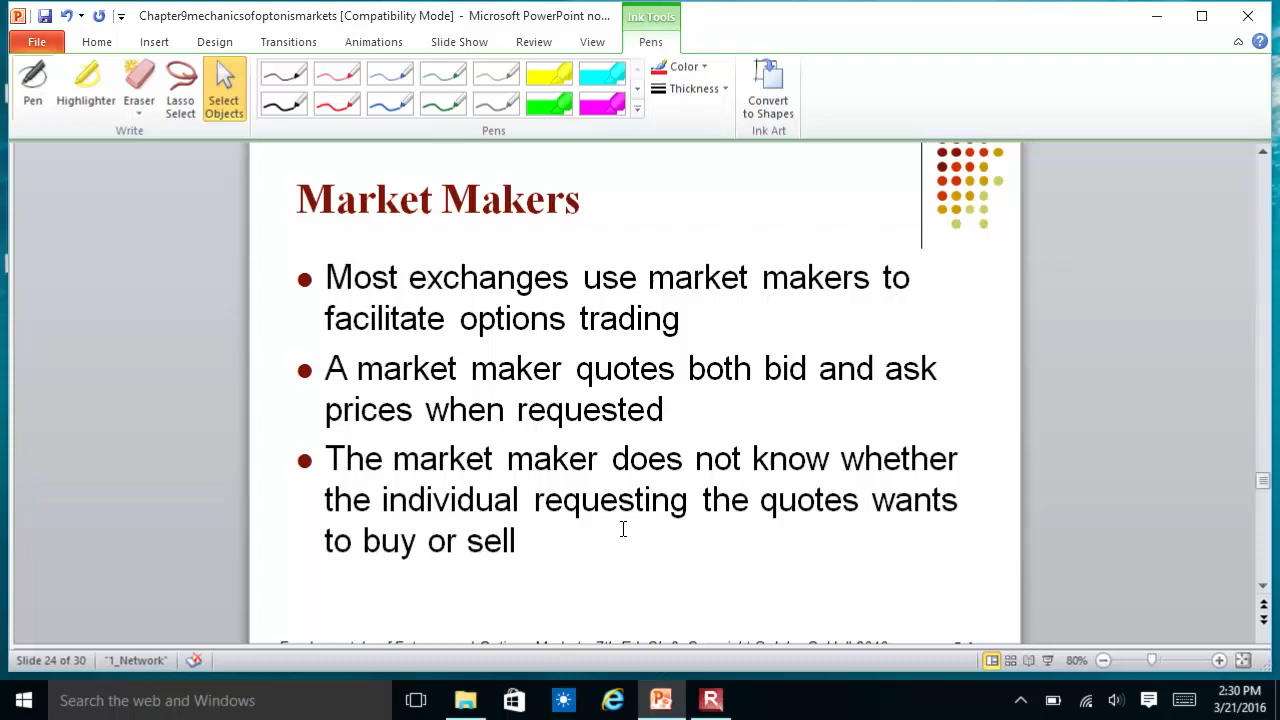 Chapter9mechanicsofoptonismarkets [Compatibility Mode] - Microsoft PowerPoint no...
Ink Tools
File Home Insert Design Transitions Animations Slide Show Review View Pens
Pen Highlighter Eraser Lasso Select Select Objects
Color
Thickness
Convert to Shapes
Write Pens Ink Art
Market Makers
Most exchanges use market makers to
facilitate options trading
A market maker quotes both bid and ask
prices when requested
The market maker does not know whether
the individual requesting the quotes wants
to buy or sell
Slide 24 of 30 "1_Network" 80%
Search the web and Windows
2:30 PM
3/21/2016